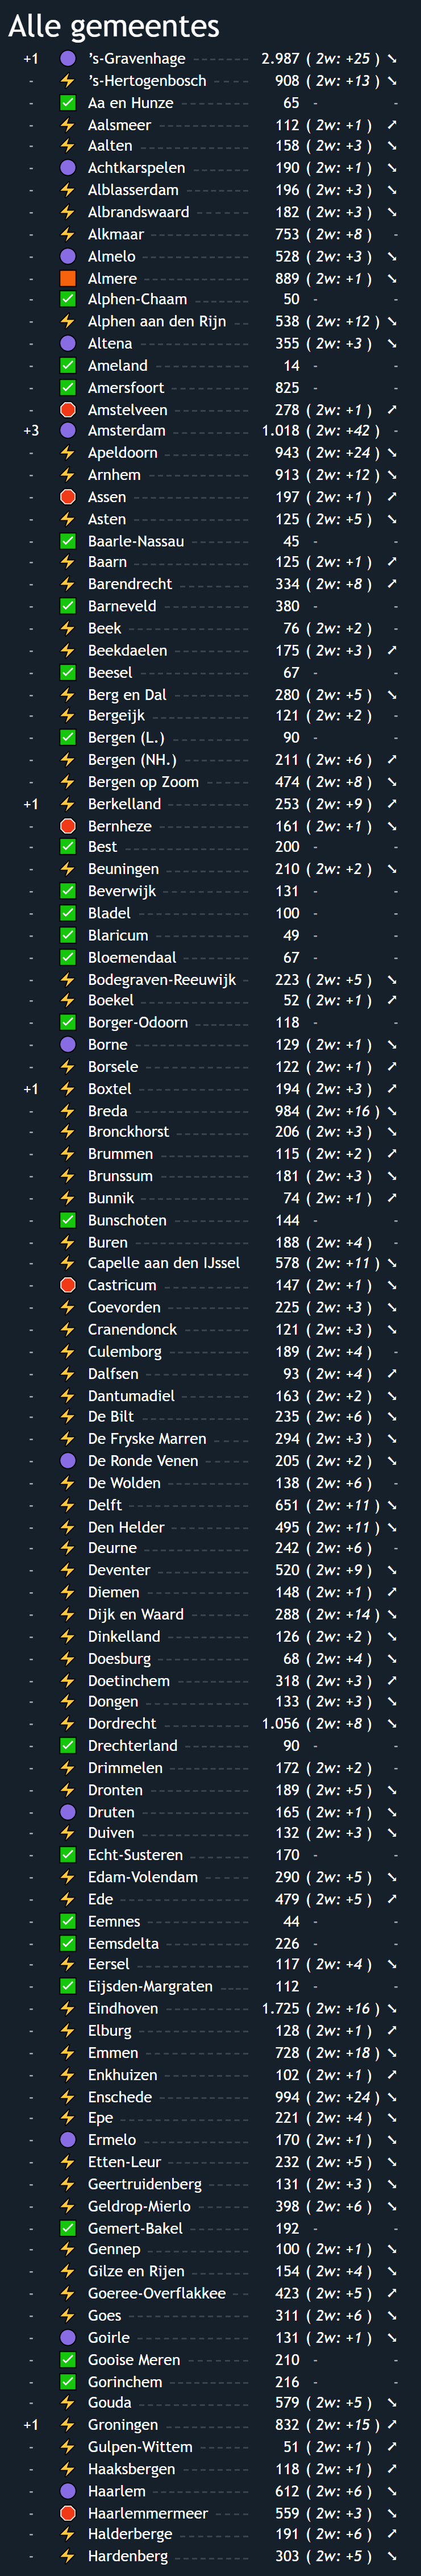 Alle gemeentes
+1 ’s-Gravenhage 2.987 ( 2w: +25 ) ➘
- ’s-Hertogenbosch 908 ( 2w: +13 ) ➘
- Aa en Hunze 65 - -
- Aalsmeer 112 ( 2w: +1 ) ➚
- Aalten 158 ( 2w: +3 ) ➘
- Achtkarspelen 190 ( 2w: +1 ) ➘
- Alblasserdam 196 ( 2w: +3 ) ➘
- Albrandswaard 182 ( 2w: +3 ) ➘
- Alkmaar 753 ( 2w: +8 ) -
- Almelo 528 ( 2w: +3 ) ➘
- Almere 889 ( 2w: +1 ) ➘
- Alphen-Chaam 50 - -
- Alphen aan den Rijn 538 ( 2w: +12 ) ➘
- Altena 355 ( 2w: +3 ) ➘
- Ameland 14 - -
- Amersfoort 825 - -
- Amstelveen 278 ( 2w: +1 ) ➚
+3 Amsterdam 1.018 ( 2w: +42 ) -
- Apeldoorn 943 ( 2w: +24 ) ➘
- Arnhem 913 ( 2w: +12 ) ➘
- Assen 197 ( 2w: +1 ) ➚
- Asten 125 ( 2w: +5 ) ➘
- Baarle-Nassau 45 - -
- Baarn 125 ( 2w: +1 ) ➚
- Barendrecht 334 ( 2w: +8 ) ➚
- Barneveld 380 - -
- Beek 76 ( 2w: +2 ) -
- Beekdaelen 175 ( 2w: +3 ) ➚
- Beesel 67 - -
- Berg en Dal 280 ( 2w: +5 ) ➘
- Bergeijk 121 ( 2w: +2 ) -
- Bergen (L.) 90 - -
- Bergen (NH.) 211 ( 2w: +6 ) ➚
- Bergen op Zoom 474 ( 2w: +8 ) ➘
+1 Berkelland 253 ( 2w: +9 ) ➚
- Bernheze 161 ( 2w: +1 ) ➘
- Best 200 - -
- Beuningen 210 ( 2w: +2 ) ➘
- Beverwijk 131 - -
- Bladel 100 - -
- Blaricum 49 - -
- Bloemendaal 67 - -
- Bodegraven-Reeuwijk 223 ( 2w: +5 ) ➘
- Boekel 52 ( 2w: +1 ) ➚
- Borger-Odoorn 118 - -
- Borne 129 ( 2w: +1 ) ➘
- Borsele 122 ( 2w: +1 ) ➚
+1 Boxtel 194 ( 2w: +3 ) ➚
- Breda 984 ( 2w: +16 ) ➘
- Bronckhorst 206 ( 2w: +3 ) ➘
- Brummen 115 ( 2w: +2 ) ➚
- Brunssum 181 ( 2w: +3 ) ➘
- Bunnik 74 ( 2w: +1 ) ➚
- Bunschoten 144 - -
- Buren 188 ( 2w: +4 ) -
- Capelle aan den IJssel 578 ( 2w: +11 ) ➘
- Castricum 147 ( 2w: +1 ) ➘
- Coevorden 225 ( 2w: +3 ) ➘
- Cranendonck 121 ( 2w: +3 ) ➘
- Culemborg 189 ( 2w: +4 ) -
- Dalfsen 93 ( 2w: +4 ) ➚
- Dantumadiel 163 ( 2w: +2 ) ➘
- De Bilt 235 ( 2w: +6 ) ➘
- De Fryske Marren 294 ( 2w: +3 ) ➘
- De Ronde Venen 205 ( 2w: +2 ) ➘
- De Wolden 138 ( 2w: +6 ) -
- Delft 651 ( 2w: +11 ) ➘
- Den Helder 495 ( 2w: +11 ) ➘
- Deurne 242 ( 2w: +6 ) -
- Deventer 520 ( 2w: +9 ) ➘
- Diemen 148 ( 2w: +1 ) ➚
- Dijk en Waard 288 ( 2w: +14 ) ➘
- Dinkelland 126 ( 2w: +2 ) ➘
- Doesburg 68 ( 2w: +4 ) ➘
- Doetinchem 318 ( 2w: +3 ) ➚
- Dongen 133 ( 2w: +3 ) ➘
- Dordrecht 1.056 ( 2w: +8 ) ➘
- Drechterland 90 - -
- Drimmelen 172 ( 2w: +2 ) -
- Dronten 189 ( 2w: +5 ) ➘
- Druten 165 ( 2w: +1 ) ➘
- Duiven 132 ( 2w: +3 ) ➘
- Echt-Susteren 170 - -
- Edam-Volendam 290 ( 2w: +5 ) ➘
- Ede 479 ( 2w: +5 ) ➚
- Eemnes 44 - -
- Eemsdelta 226 - -
- Eersel 117 ( 2w: +4 ) ➘
- Eijsden-Margraten 112 - -
- Eindhoven 1.725 ( 2w: +16 ) ➘
- Elburg 128 ( 2w: +1 ) ➚
- Emmen 728 ( 2w: +18 ) ➘
- Enkhuizen 102 ( 2w: +1 ) ➚
- Enschede 994 ( 2w: +24 ) ➘
- Epe 221 ( 2w: +4 ) ➘
- Ermelo 170 ( 2w: +1 ) ➘
- Etten-Leur 232 ( 2w: +5 ) ➘
- Geertruidenberg 131 ( 2w: +3 ) ➘
- Geldrop-Mierlo 398 ( 2w: +6 ) ➘
- Gemert-Bakel 192 - -
- Gennep 100 ( 2w: +1 ) ➘
- Gilze en Rijen 154 ( 2w: +4 ) ➘
- Goeree-Overflakkee 423 ( 2w: +5 ) ➚
- Goes 311 ( 2w: +6 ) ➘
- Goirle 131 ( 2w: +1 ) ➘
- Gooise Meren 210 - -
- Gorinchem 216 - -
- Gouda 579 ( 2w: +5 ) ➘
+1 Groningen 832 ( 2w: +15 ) ➚
- Gulpen-Wittem 51 ( 2w: +1 ) ➚
- Haaksbergen 118 ( 2w: +1 ) ➚
- Haarlem 612 ( 2w: +6 ) ➘
- Haarlemmermeer 559 ( 2w: +3 ) ➘
- Halderberge 191 ( 2w: +6 ) ➚
- Hardenberg 303 ( 2w: +5 ) ➘